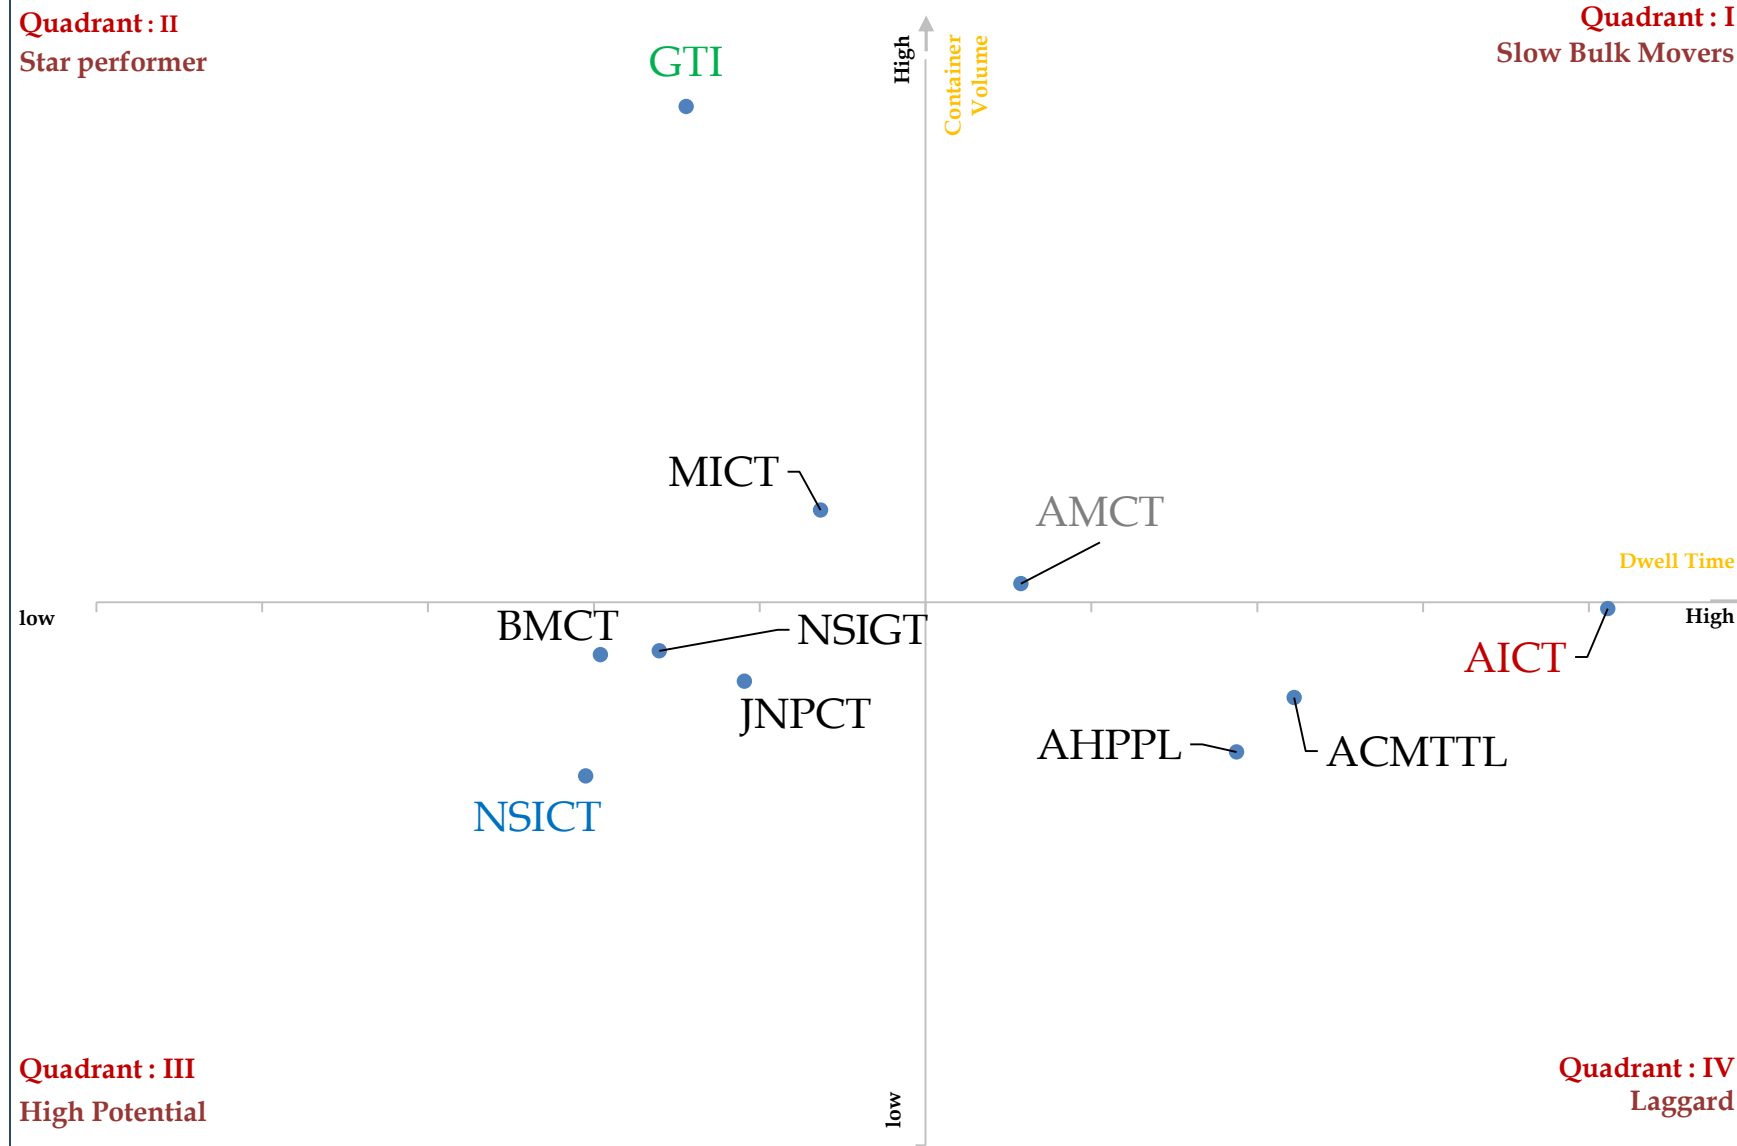 Quadrant : II
Star performer
Quadrant : I
Slow Bulk Movers
GTI
High
Container
Volume
MICT
AMCT
Dwell Time
low
High
BMCT
NSIGT
AICT
JNPCT
AHPPL
ACMTTL
NSICT
Quadrant : III
High Potential
low
Quadrant : IV
Laggard